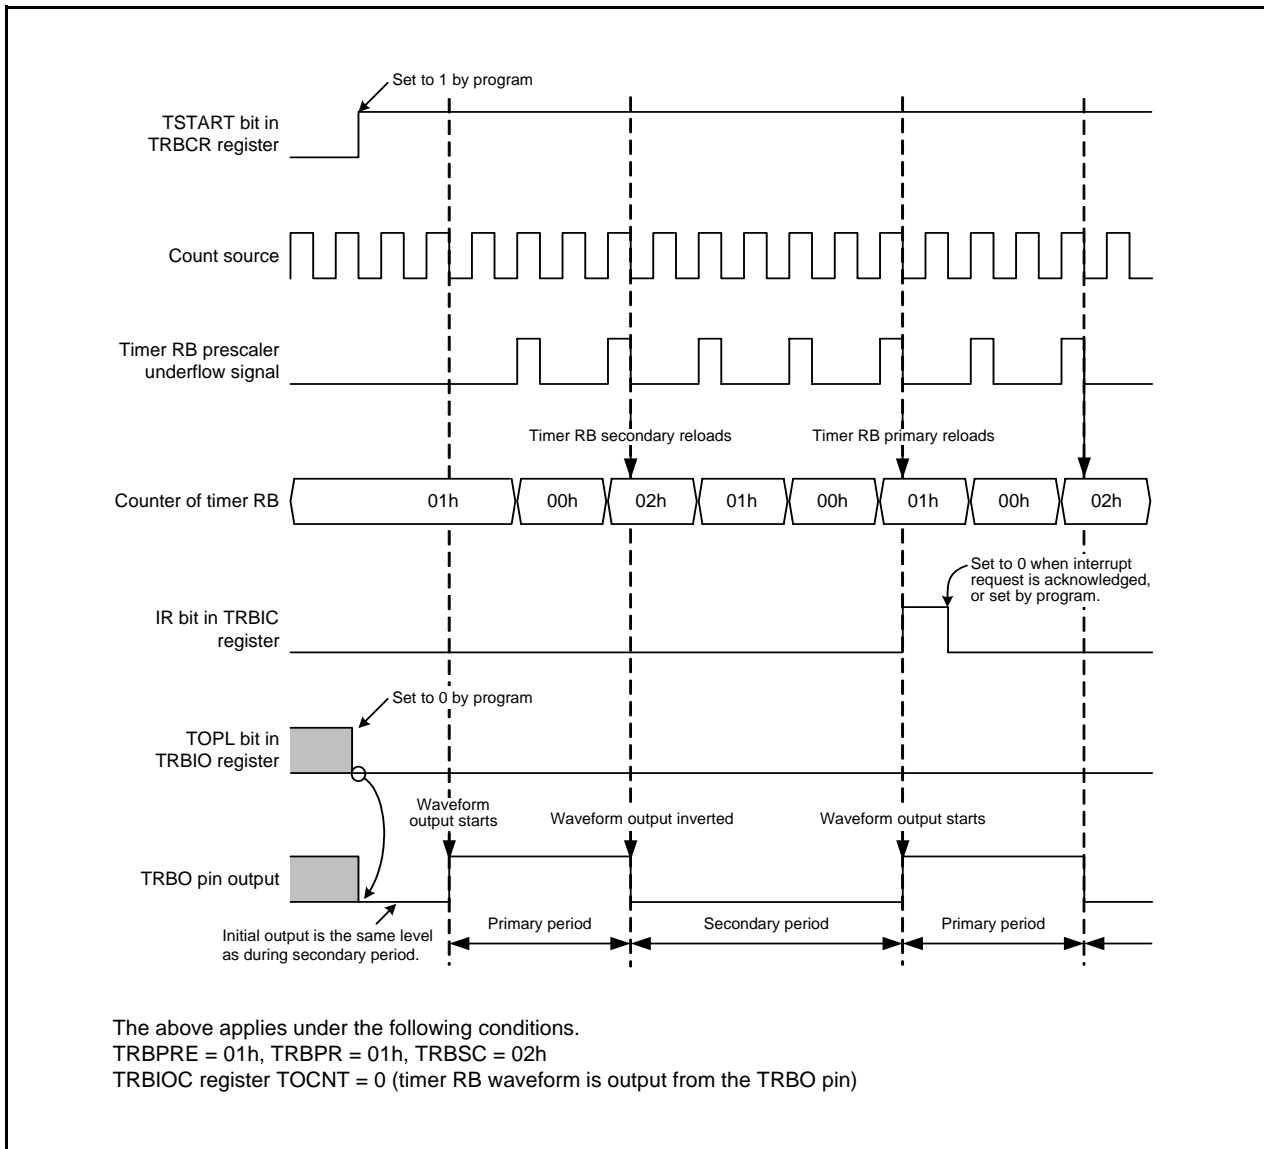 Set to 1 by program
TSTART bit in
TRBCR register
Count source
Timer RB prescaler
underflow signal
Timer RB secondary reloads
Timer RB primary reloads
Counter of timer RB
01h
00h
02h
01h
00h
01h
00h
02h
Set to 0 when interrupt
request is acknowledged,
or set by program.
IR bit in TRBIC
register
Set to 0 by program
TOPL bit in
TRBIO register
Waveform
output starts
Waveform output inverted
Waveform output starts
TRBO pin output
Initial output is the same level
as during secondary period.
Primary period
Secondary period
Primary period
The above applies under the following conditions.
TRBPRE = 01h, TRBPR = 01h, TRBSC = 02h
TRBIOC register TOCNT = 0 (timer RB waveform is output from the TRBO pin)